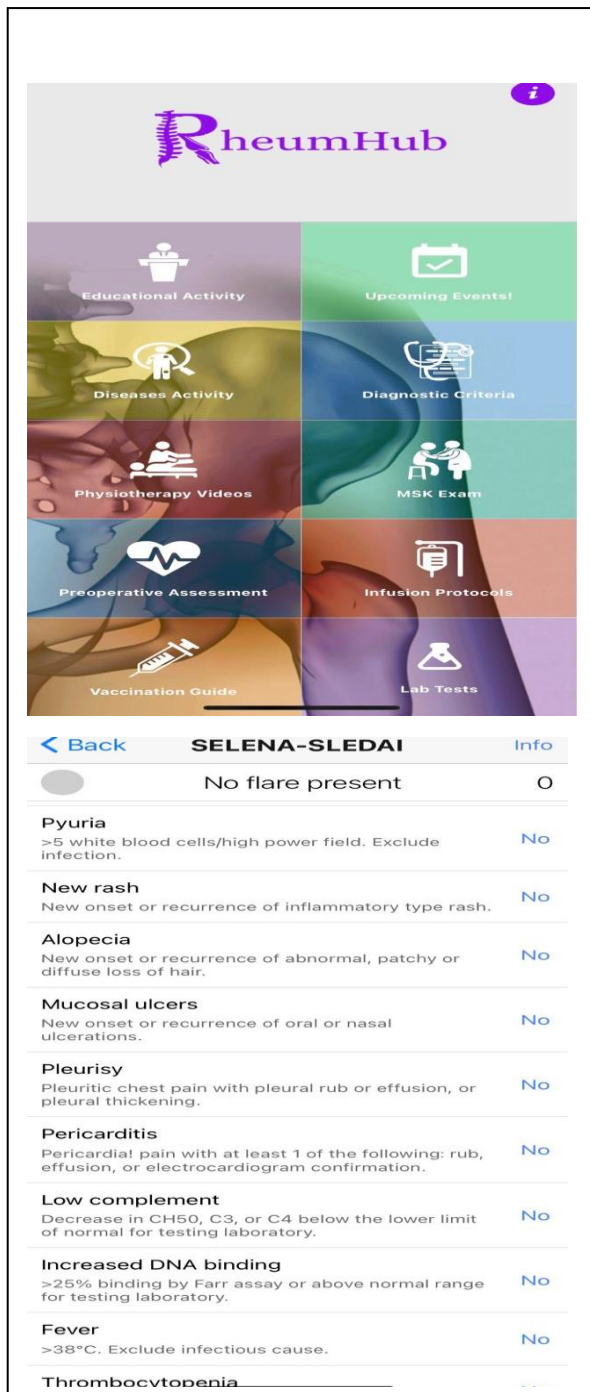 i
RheumHub
Educational Activity
Upcoming Events!
Diseases Activity
Diagnostic Criteria
Physiotherapy Videos
MSK Exam
Preoperative Assessment
Infusion Protocols
Vaccination Guide
Lab Tests
Back SELENA-SLEDAI Info
No flare present 0
Pyuria
>5 white blood cells/high power field. Exclude
infection.
No
New rash
New onset or recurrence of inflammatory type rash.
No
Alopecia
New onset or recurrence of abnormal, patchy or
diffuse loss of hair.
No
Mucosal ulcers
New onset or recurrence of oral or nasal
ulcerations.
No
Pleurisy
Pleuritic chest pain with pleural rub or effusion, or
pleural thickening.
No
Pericarditis
Pericardia! pain with at least 1 of the following: rub,
effusion, or electrocardiogram confirmation.
No
Low complement
Decrease in CH50, C3, or C4 below the lower limit
of normal for testing laboratory.
No
Increased DNA binding
>25% binding by Farr assay or above normal range
for testing laboratory.
No
Fever
>38°C. Exclude infectious cause.
No
Thrombocytopenia